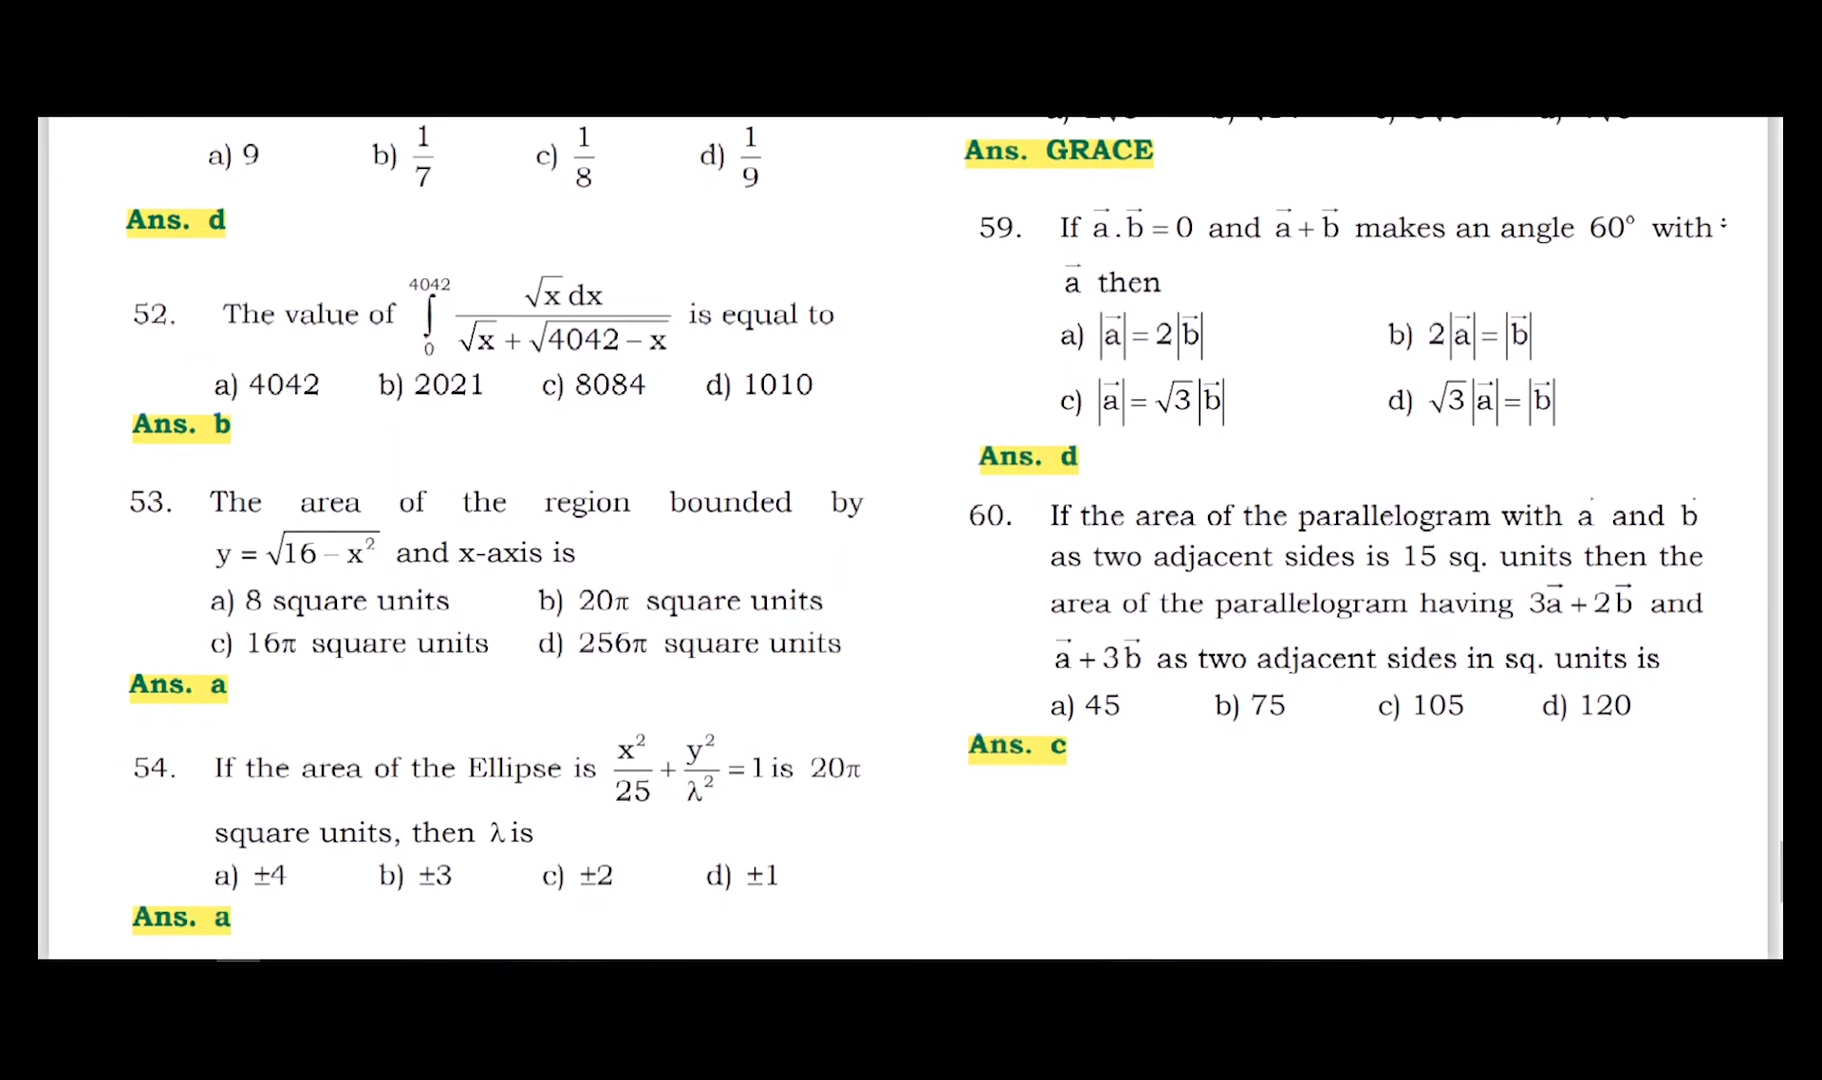 a) 9 b) 1/7 c) 1/8 d) 1/9
Ans. d
52. The value of ∫₀⁴⁰⁴² √x dx / (√x + √(4042 – x)) is equal to
a) 4042 b) 2021 c) 8084 d) 1010
Ans. b
53. The area of the region bounded by
y = √(16 – x²) and x-axis is
a) 8 square units b) 20π square units
c) 16π square units d) 256π square units
Ans. a
54. If the area of the Ellipse is x²/25 + y²/λ² = 1 is 20π
square units, then λ is
a) ±4 b) ±3 c) ±2 d) ±1
Ans. a
Ans. GRACE
59. If a⃗ . b⃗ = 0 and a⃗ + b⃗ makes an angle 60° with
a⃗ then
a) |a⃗| = 2|b⃗| b) 2|a⃗| = |b⃗|
c) |a⃗| = √3|b⃗| d) √3|a⃗| = |b⃗|
Ans. d
60. If the area of the parallelogram with a and b
as two adjacent sides is 15 sq. units then the
area of the parallelogram having 3a⃗ + 2b⃗ and
a⃗ + 3b⃗ as two adjacent sides in sq. units is
a) 45 b) 75 c) 105 d) 120
Ans. c